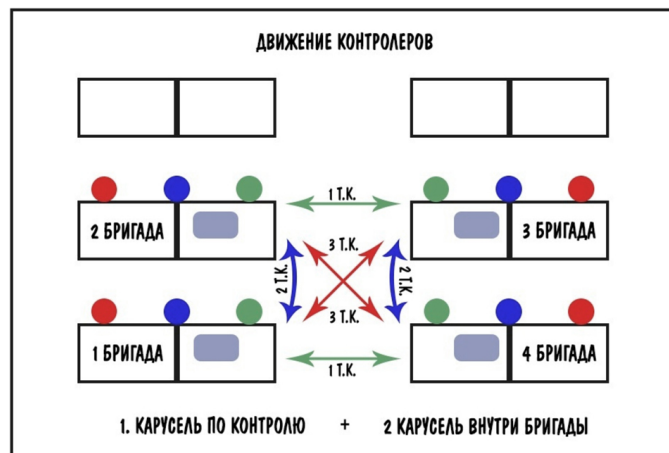 ДВИЖЕНИЕ КОНТРОЛЕРОВ
1 Т.К.
2 БРИГАДА
3 БРИГАДА
3 Т.К.
2 Т.К.
2 Т.К.
3 Т.К.
1 БРИГАДА
4 БРИГАДА
1 Т.К.
1. КАРУСЕЛЬ ПО КОНТРОЛЮ + 2 КАРУСЕЛЬ ВНУТРИ БРИГАДЫ